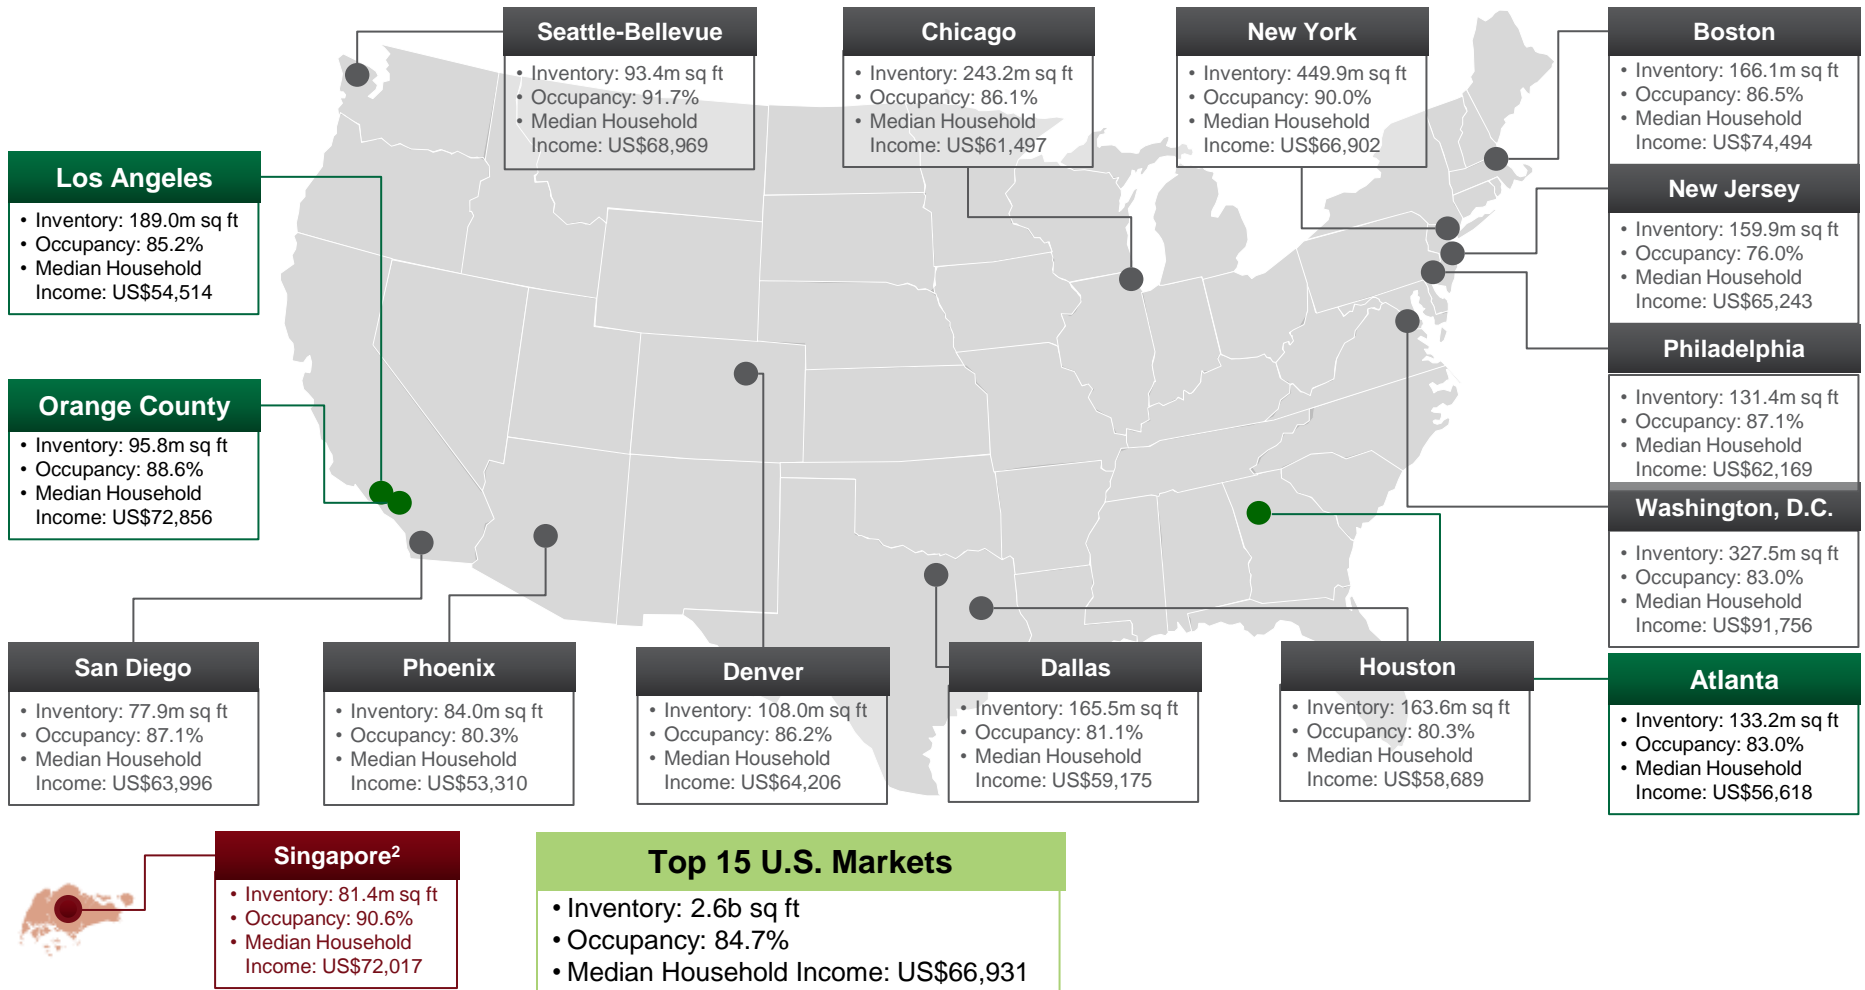 Seattle-Bellevue
• Inventory: 93.4m sq ft
• Occupancy: 91.7%
• Median Household
Income: US$68,969
Chicago
• Inventory: 243.2m sq ft
• Occupancy: 86.1%
• Median Household
Income: US$61,497
New York
• Inventory: 449.9m sq ft
• Occupancy: 90.0%
• Median Household
Income: US$66,902
Boston
• Inventory: 166.1m sq ft
• Occupancy: 86.5%
• Median Household
Income: US$74,494
Los Angeles
• Inventory: 189.0m sq ft
• Occupancy: 85.2%
• Median Household
Income: US$54,514
New Jersey
• Inventory: 159.9m sq ft
• Occupancy: 76.0%
• Median Household
Income: US$65,243
Philadelphia
• Inventory: 131.4m sq ft
• Occupancy: 87.1%
• Median Household
Income: US$62,169
Orange County
• Inventory: 95.8m sq ft
• Occupancy: 88.6%
• Median Household
Income: US$72,856
Washington, D.C.
• Inventory: 327.5m sq ft
• Occupancy: 83.0%
• Median Household
Income: US$91,756
San Diego
• Inventory: 77.9m sq ft
• Occupancy: 87.1%
• Median Household
Income: US$63,996
Phoenix
• Inventory: 84.0m sq ft
• Occupancy: 80.3%
• Median Household
Income: US$53,310
Denver
• Inventory: 108.0m sq ft
• Occupancy: 86.2%
• Median Household
Income: US$64,206
Dallas
• Inventory: 165.5m sq ft
• Occupancy: 81.1%
• Median Household
Income: US$59,175
Houston
• Inventory: 163.6m sq ft
• Occupancy: 80.3%
• Median Household
Income: US$58,689
Atlanta
• Inventory: 133.2m sq ft
• Occupancy: 83.0%
• Median Household
Income: US$56,618
Singapore²
• Inventory: 81.4m sq ft
• Occupancy: 90.6%
• Median Household
Income: US$72,017
Top 15 U.S. Markets
• Inventory: 2.6b sq ft
• Occupancy: 84.7%
• Median Household Income: US$66,931